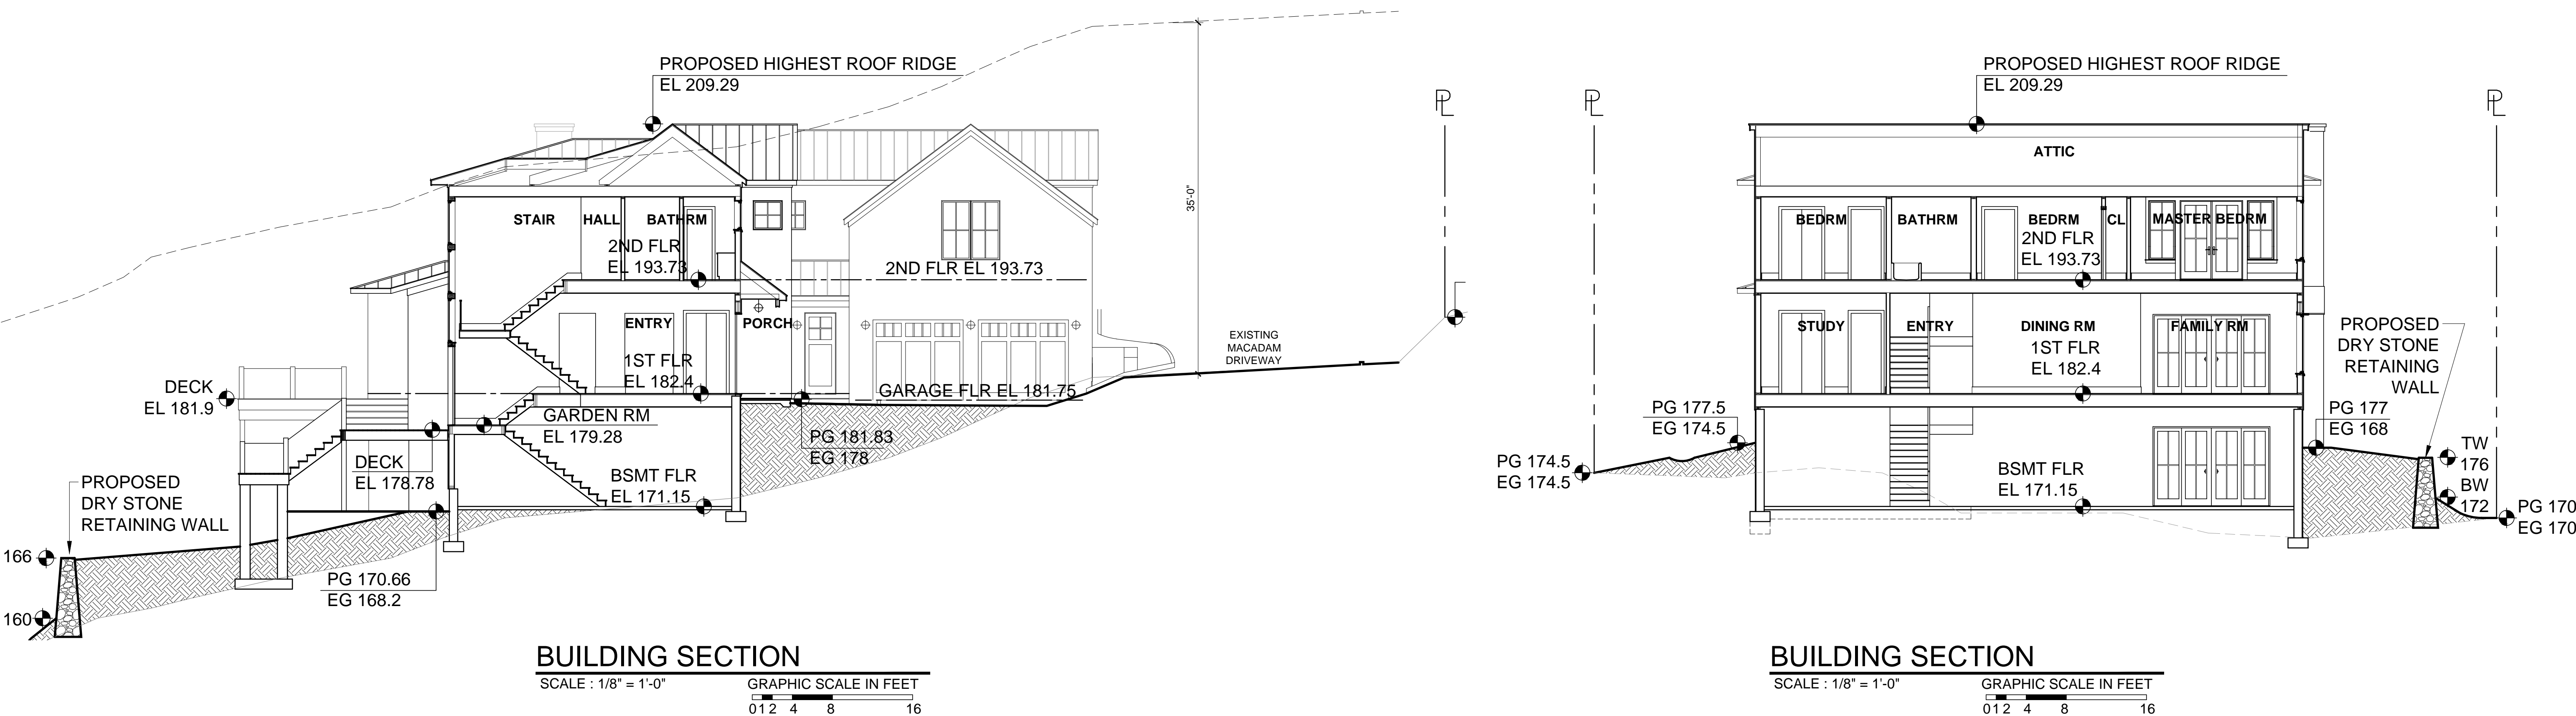 PROPOSED HIGHEST ROOF RIDGE
EL 209.29
PL
35'-0"
STAIR
HALL
BATHRM
2ND FLR
EL 193.73
2ND FLR EL 193.73
ENTRY
PORCH
1ST FLR
EL 182.4
EXISTING
MACADAM
DRIVEWAY
DECK
EL 181.9
GARAGE FLR EL 181.75
GARDEN RM
EL 179.28
PG 181.83
EG 178
DECK
EL 178.78
BSMT FLR
EL 171.15
PROPOSED
DRY STONE
RETAINING WALL
166
160
PG 170.66
EG 168.2
BUILDING SECTION
SCALE : 1/8" = 1'-0"
GRAPHIC SCALE IN FEET
0 1 2 4 8 16
PROPOSED HIGHEST ROOF RIDGE
EL 209.29
PL
PL
ATTIC
BEDRM
BATHRM
BEDRM
CL
MASTER BEDRM
2ND FLR
EL 193.73
STUDY
ENTRY
DINING RM
FAMILY RM
1ST FLR
EL 182.4
PROPOSED
DRY STONE
RETAINING
WALL
PG 177.5
EG 174.5
PG 177
EG 168
PG 174.5
EG 174.5
BSMT FLR
EL 171.15
TW
176
BW
172
PG 170
EG 170
BUILDING SECTION
SCALE : 1/8" = 1'-0"
GRAPHIC SCALE IN FEET
0 1 2 4 8 16